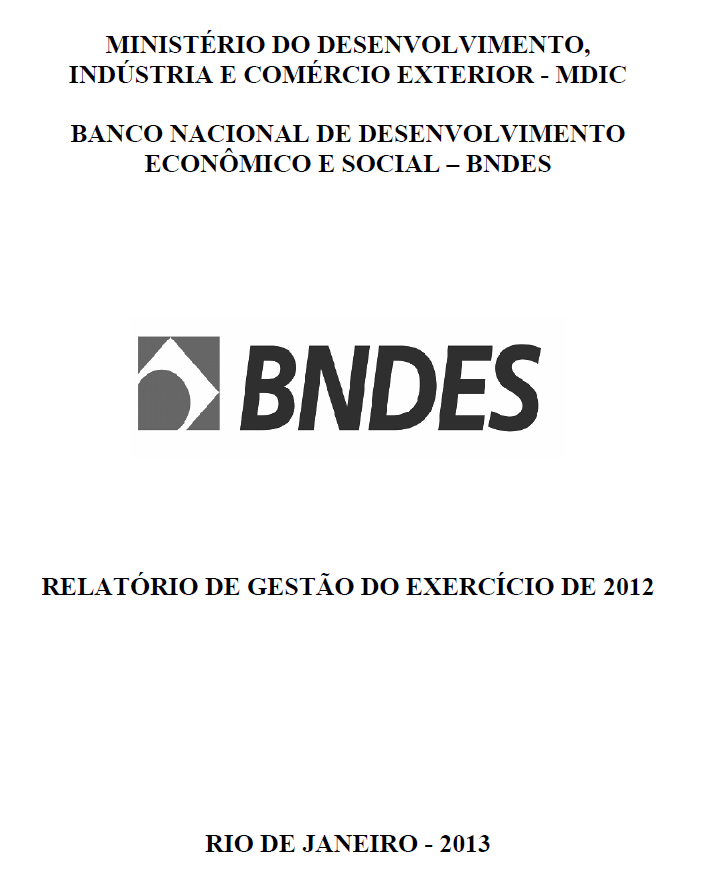 MINISTÉRIO DO DESENVOLVIMENTO,
INDÚSTRIA E COMÉRCIO EXTERIOR - MDIC
BANCO NACIONAL DE DESENVOLVIMENTO
ECONÔMICO E SOCIAL – BNDES
BNDES
RELATÓRIO DE GESTÃO DO EXERCÍCIO DE 2012
RIO DE JANEIRO - 2013